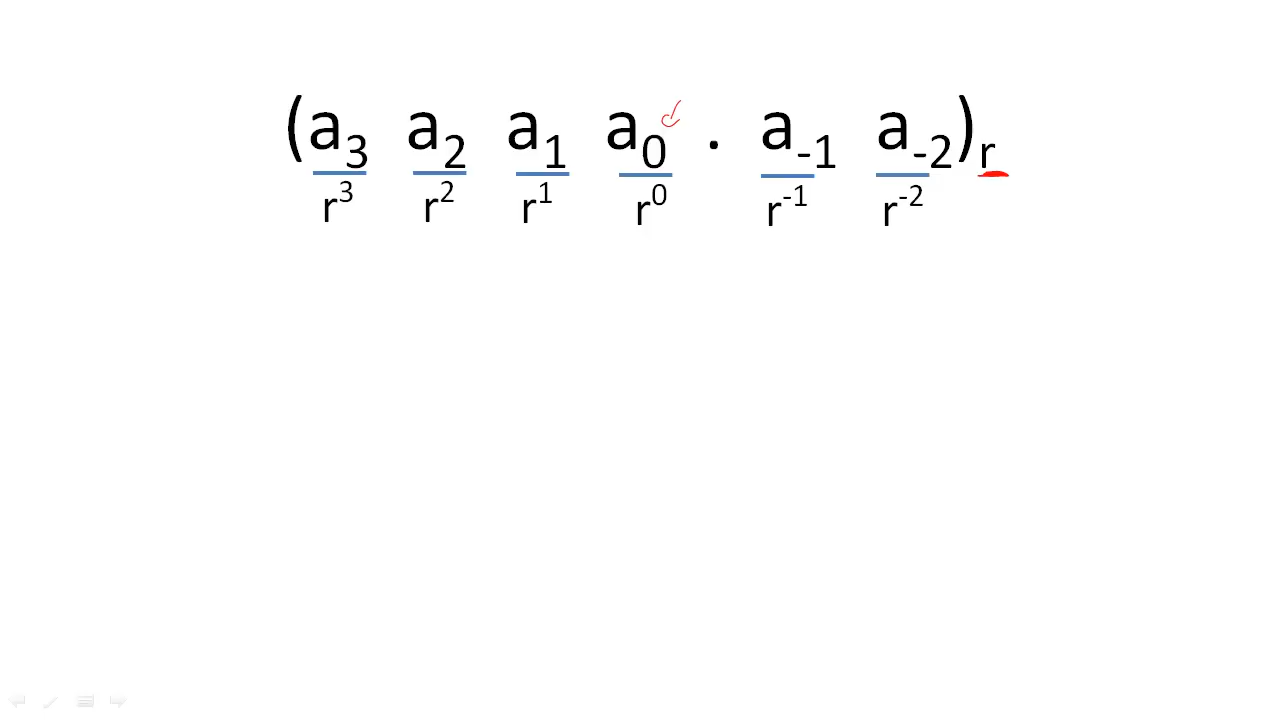 (a₃ a₂ a₁ a₀ . a₋₁ a₋₂)ᵣ
r³ r² r¹ r⁰ r⁻¹ r⁻²